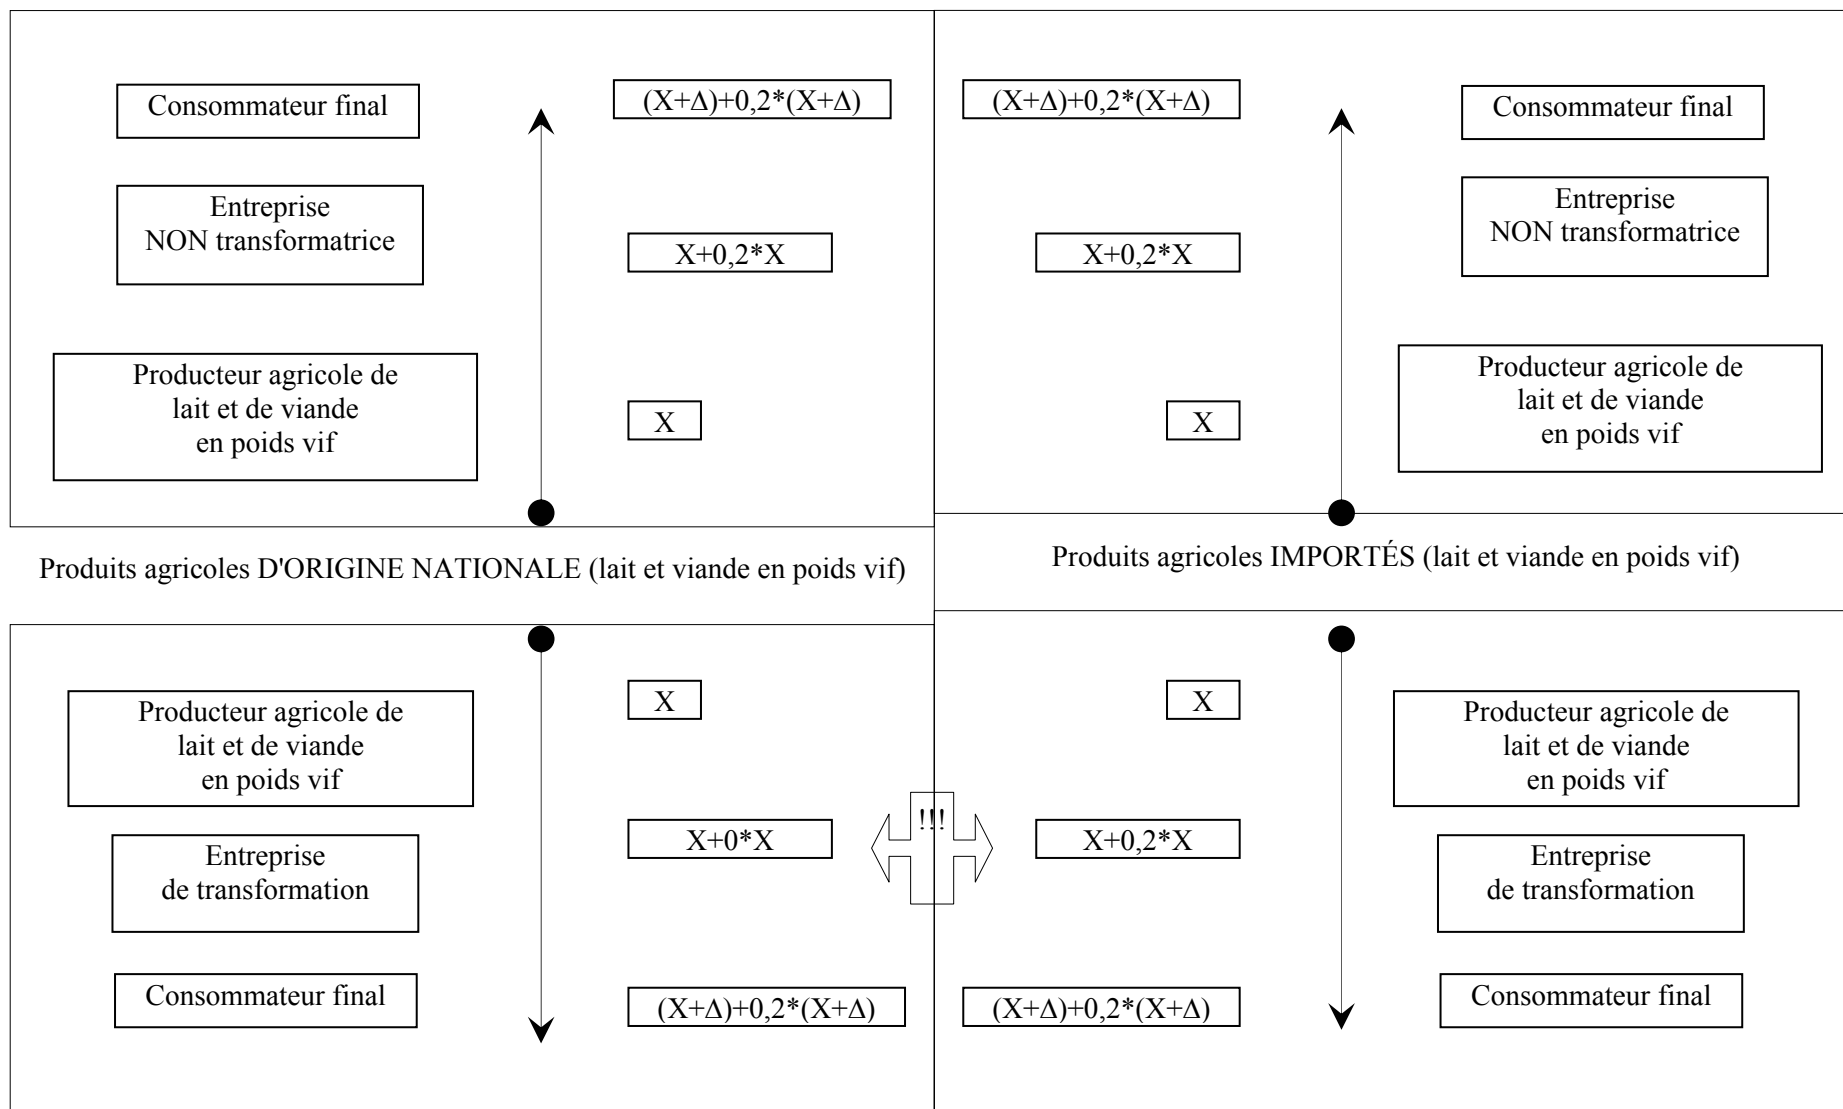 Consommateur final
(X+Δ)+0,2*(X+Δ)
(X+Δ)+0,2*(X+Δ)
Consommateur final
Entreprise
NON transformatrice
X+0,2*X
X+0,2*X
Entreprise
NON transformatrice
Producteur agricole de
lait et de viande
en poids vif
X
X
Producteur agricole de
lait et de viande
en poids vif
Produits agricoles D'ORIGINE NATIONALE (lait et viande en poids vif)
Produits agricoles IMPORTÉS (lait et viande en poids vif)
Producteur agricole de
lait et de viande
en poids vif
X
X
Producteur agricole de
lait et de viande
en poids vif
Entreprise
de transformation
X+0*X
!!!
X+0,2*X
Entreprise
de transformation
Consommateur final
(X+Δ)+0,2*(X+Δ)
(X+Δ)+0,2*(X+Δ)
Consommateur final